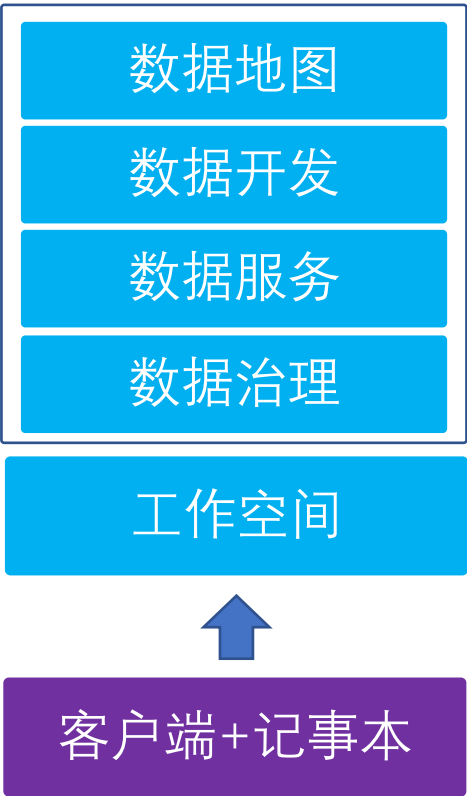 数据地图
数据开发
数据服务
数据治理
工作空间
客户端+记事本